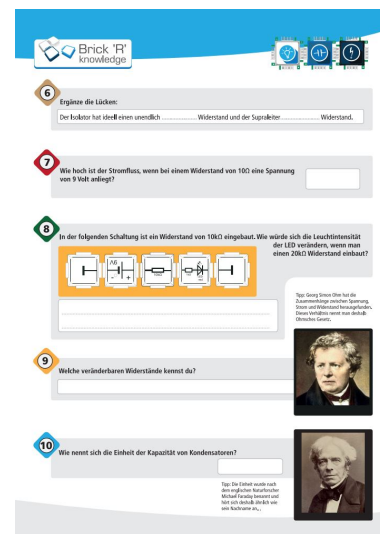 Brick 'R'
knowledge
6
Ergänze die Lücken:
Der Isolator hat ideell einen unendlich .................. Widerstand und der Supraleiter.................... Widerstand.
7
Wie hoch ist der Stromfluss, wenn bei einem Widerstand von 10Ω eine Spannung
von 9 Volt anliegt?
8
In der folgenden Schaltung ist ein Widerstand von 10kΩ eingebaut. Wie würde sich die Leuchtintensität
der LED verändern, wenn man
einen 20kΩ Widerstand einbaut?
9V
Tipp: Georg Simon Ohm hat die
Zusammenhänge zwischen Spannung,
Strom und Widerstand herausgefunden.
Dieses Verhältnis nennt man deshalb
Ohmsches Gesetz.
9
Welche veränderbaren Widerstände kennst du?
10
Wie nennt sich die Einheit der Kapazität von Kondensatoren?
Tipp: Die Einheit wurde nach
dem englischen Naturforscher
Michael Faraday benannt und
hört sich deshalb ähnlich wie
sein Nachname an...